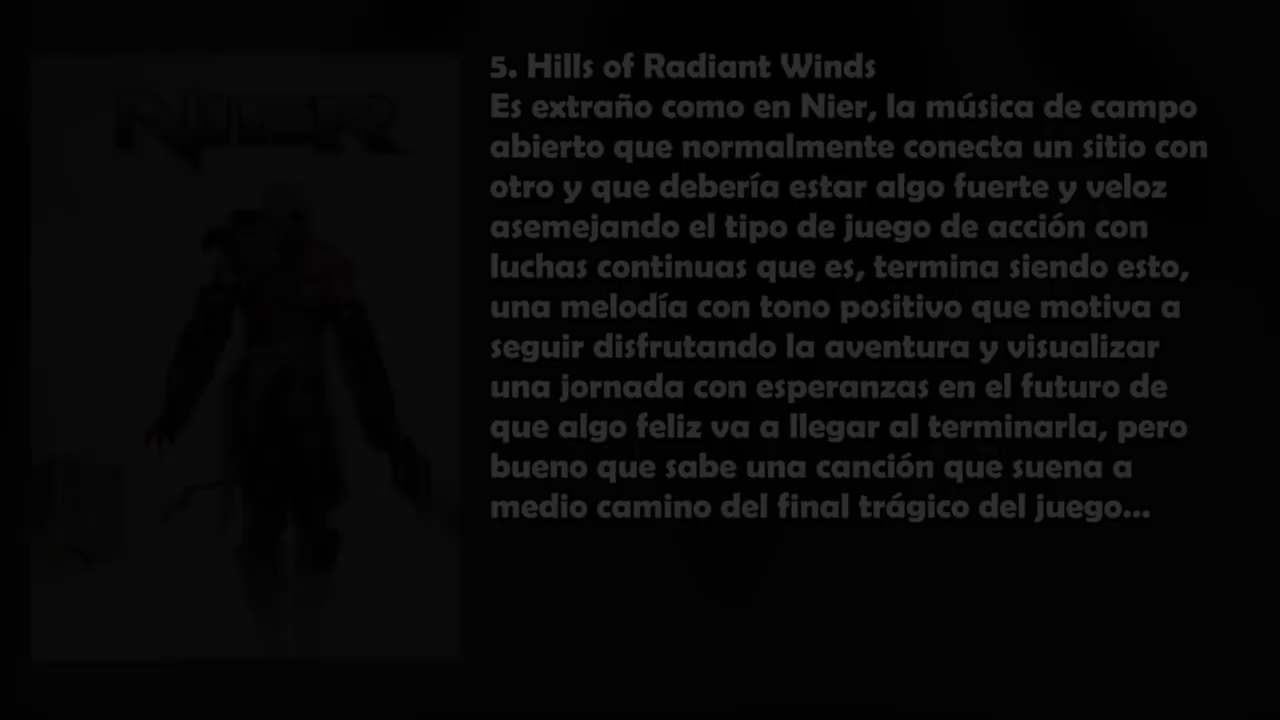 NIER
5. Hills of Radiant Winds
Es extraño como en Nier, la música de campo
abierto que normalmente conecta un sitio con
otro y que debería estar algo fuerte y veloz
asemejando el tipo de juego de acción con
luchas continuas que es, termina siendo esto,
una melodía con tono positivo que motiva a
seguir disfrutando la aventura y visualizar
una jornada con esperanzas en el futuro de
que algo feliz va a llegar al terminarla, pero
bueno que sabe una canción que suena a
medio camino del final trágico del juego...